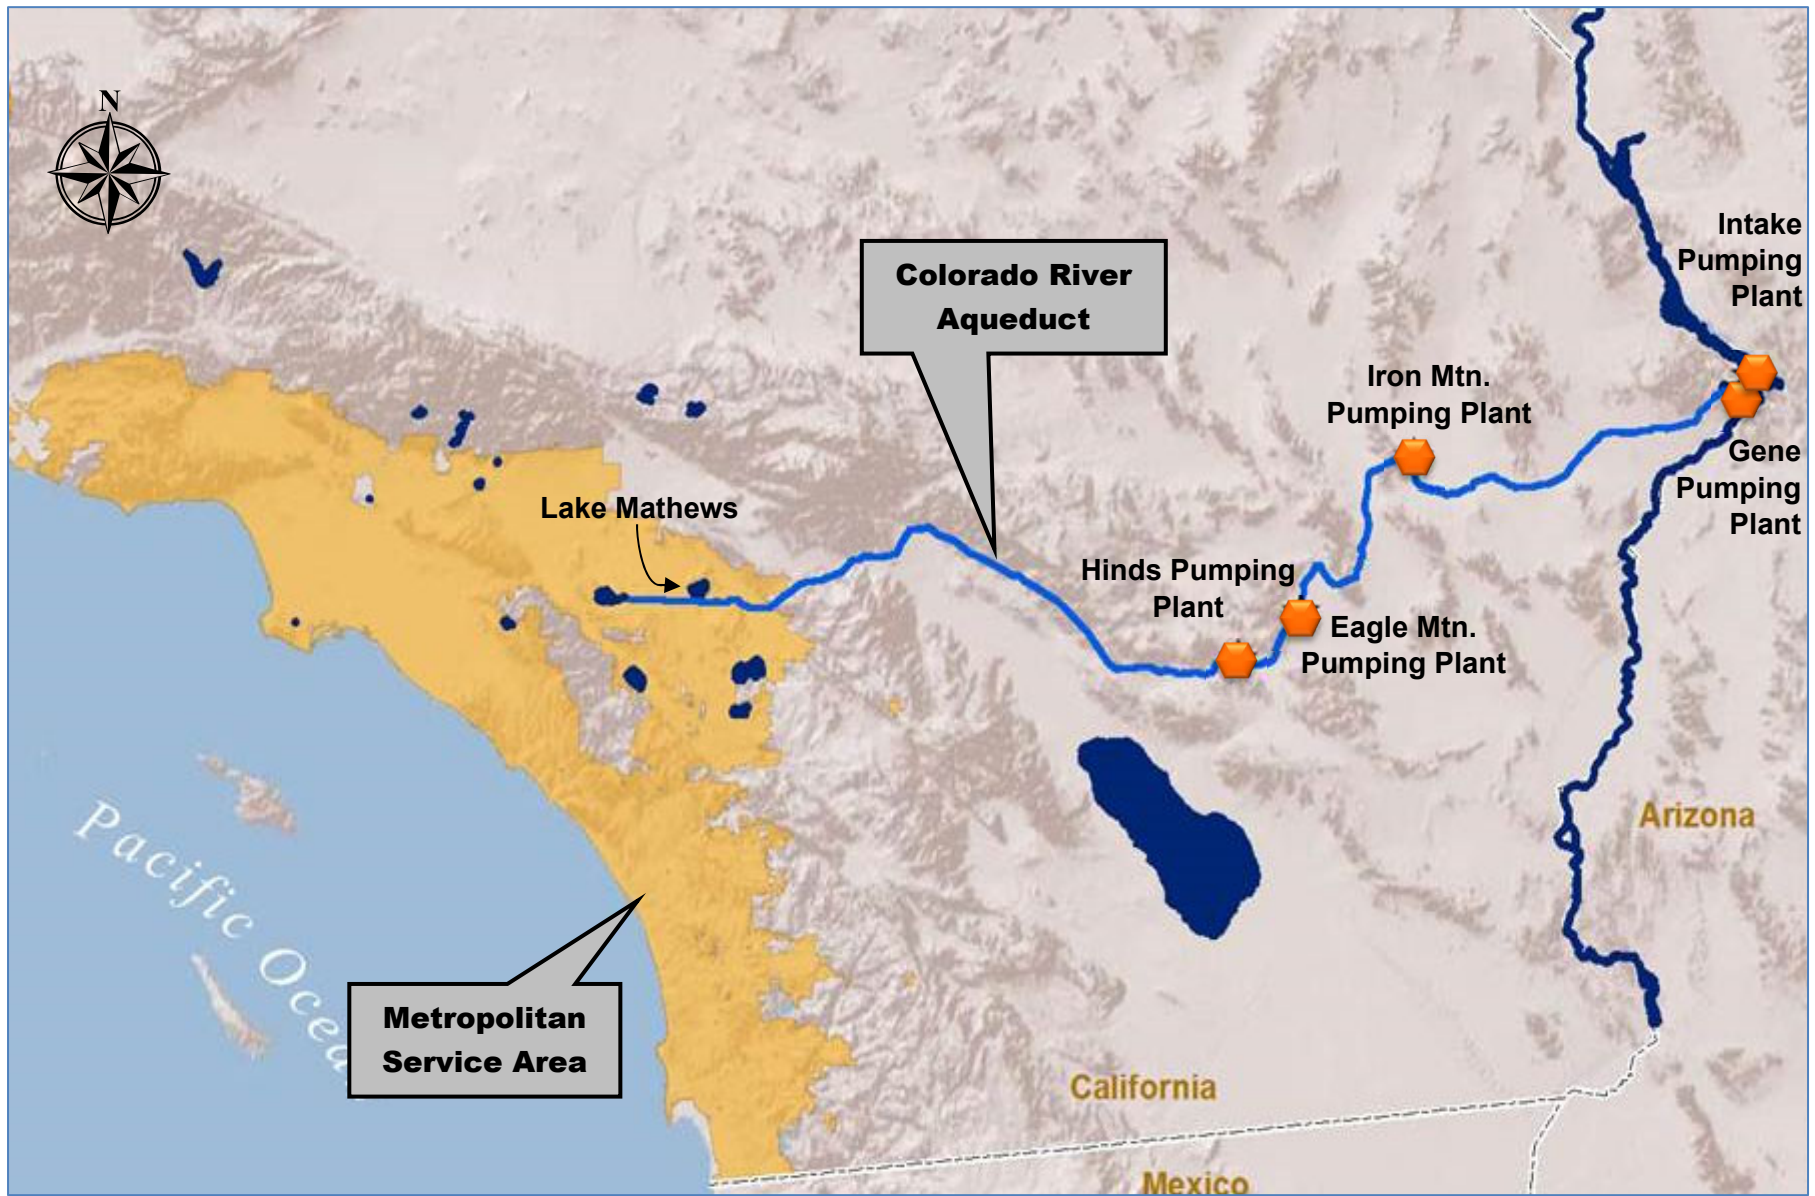 N
Intake
Pumping
Plant
Colorado River
Aqueduct
Iron Mtn.
Pumping Plant
Gene
Pumping
Plant
Lake Mathews
Hinds Pumping
Plant
Eagle Mtn.
Pumping Plant
Arizona
Pacific Ocea
Metropolitan
Service Area
California
Mexico